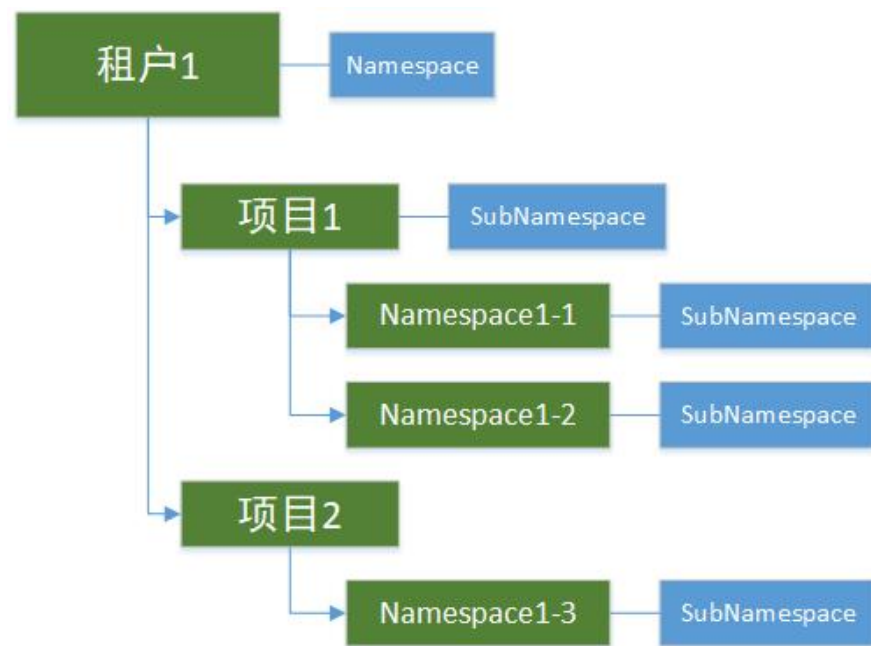 租户1
Namespace
项目1
SubNamespace
Namespace1-1
SubNamespace
Namespace1-2
SubNamespace
项目2
Namespace1-3
SubNamespace